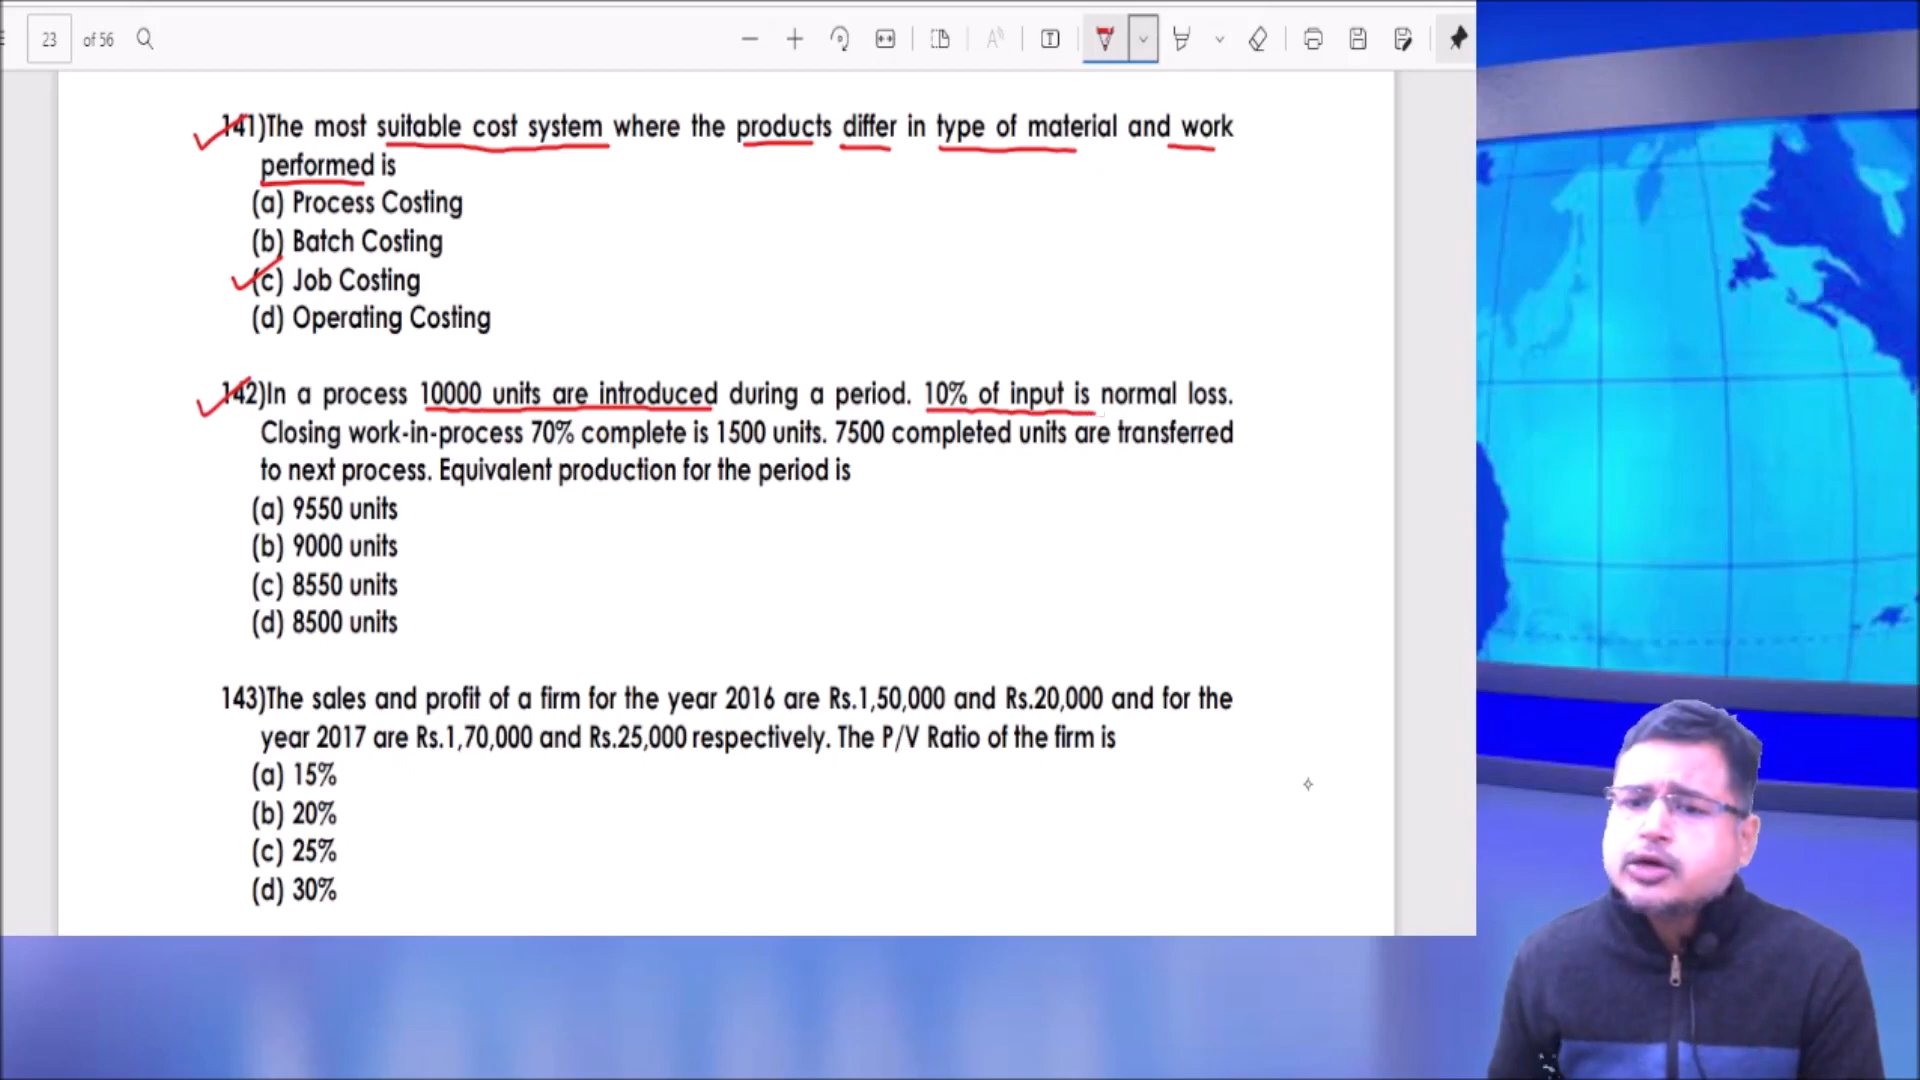 23 of 56
141)The most suitable cost system where the products differ in type of material and work
performed is
(a) Process Costing
(b) Batch Costing
(c) Job Costing
(d) Operating Costing
142)In a process 10000 units are introduced during a period. 10% of input is normal loss.
Closing work-in-process 70% complete is 1500 units. 7500 completed units are transferred
to next process. Equivalent production for the period is
(a) 9550 units
(b) 9000 units
(c) 8550 units
(d) 8500 units
143)The sales and profit of a firm for the year 2016 are Rs.1,50,000 and Rs.20,000 and for the
year 2017 are Rs.1,70,000 and Rs.25,000 respectively. The P/V Ratio of the firm is
(a) 15%
(b) 20%
(c) 25%
(d) 30%